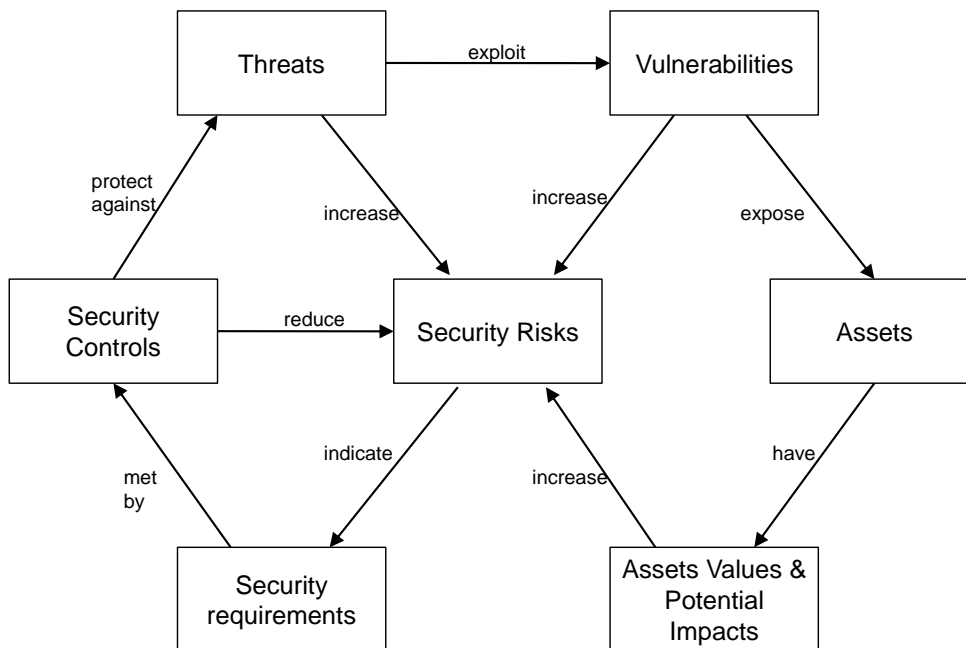 Threats
exploit
Vulnerabilities
protect
against
increase
increase
expose
Security
Controls
reduce
Security Risks
Assets
met
by
indicate
increase
have
Security
requirements
Assets Values &
Potential
Impacts